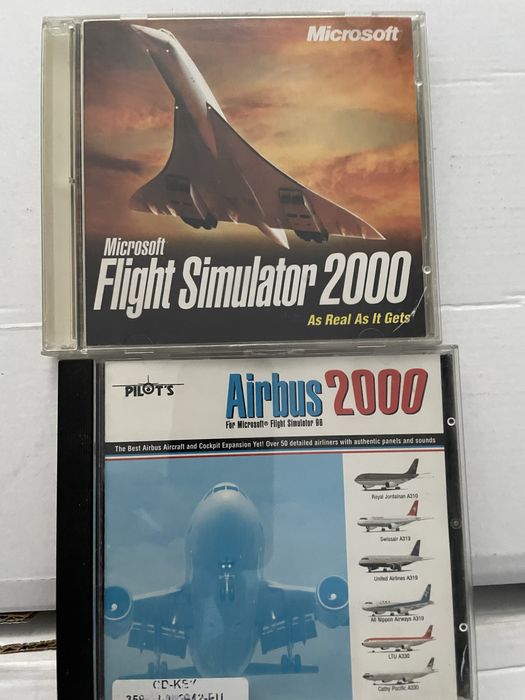 Microsoft
Microsoft
Flight Simulator 2000
As Real As It Gets
PILOT'S
Airbus 2000
For Microsoft® Flight Simulator 98
The Best Airbus Aircraft and Cockpit Expansion Yet! Over 50 detailed airliners with authentic panels and sounds
Royal Jordanian A310
Swissair A319
United Airlines A319
All Nippon Airways A319
LTU A330
Cathy Pacific A330
CD-KEY